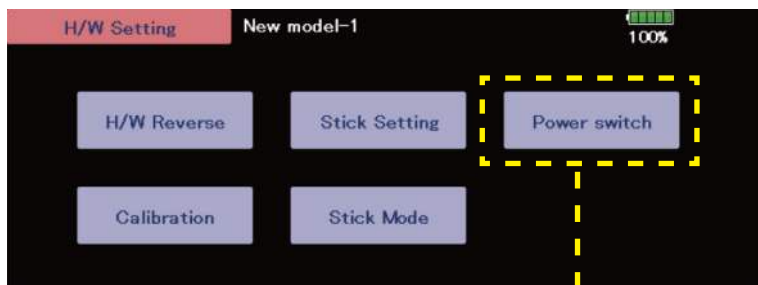 H/W Setting New model-1
100%
H/W Reverse Stick Setting Power switch
Calibration Stick Mode